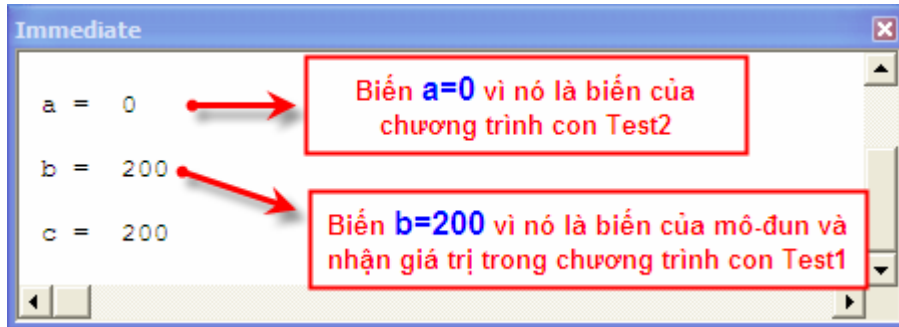 Immediate
a = 0
Biến a=0 vì nó là biến của
chương trình con Test2
b = 200
c = 200
Biến b=200 vì nó là biến của mô-đun và
nhận giá trị trong chương trình con Test1